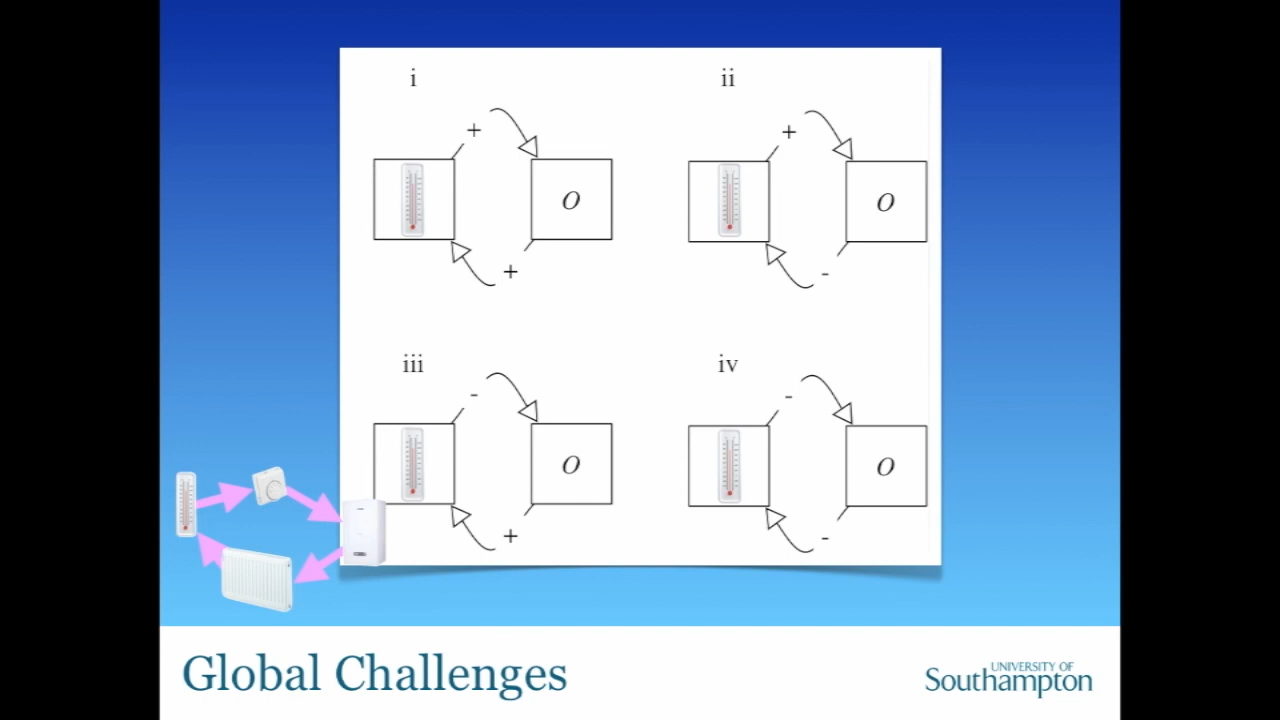 i
ii
+
+
O
O
+
-
iii
iv
-
-
O
O
+
-
Global Challenges
UNIVERSITY OF
Southampton